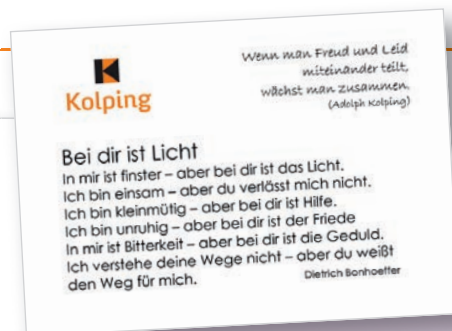 Kolping
Wenn man Freud und Leid
miteinander teilt,
wächst man zusammen.
(Adolph Kolping)
Bei dir ist Licht
In mir ist finster – aber bei dir ist das Licht.
Ich bin einsam – aber du verlässt mich nicht.
Ich bin kleinmütig – aber bei dir ist Hilfe.
Ich bin unruhig – aber bei dir ist der Friede
In mir ist Bitterkeit – aber bei dir ist die Geduld.
Ich verstehe deine Wege nicht – aber du weißt
den Weg für mich.
Dietrich Bonhoeffer